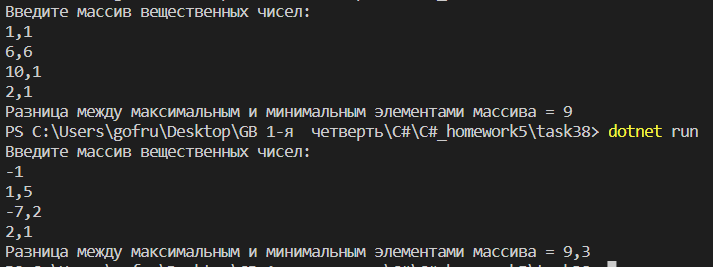 Введите массив вещественных чисел:
1,1
6,6
10,1
2,1
Разница между максимальным и минимальным элементами массива = 9
PS C:\Users\gofru\Desktop\GB 1-я  четверть\C#\C#_homework5\task38> dotnet run
Введите массив вещественных чисел:
-1
1,5
-7,2
2,1
Разница между максимальным и минимальным элементами массива = 9,3